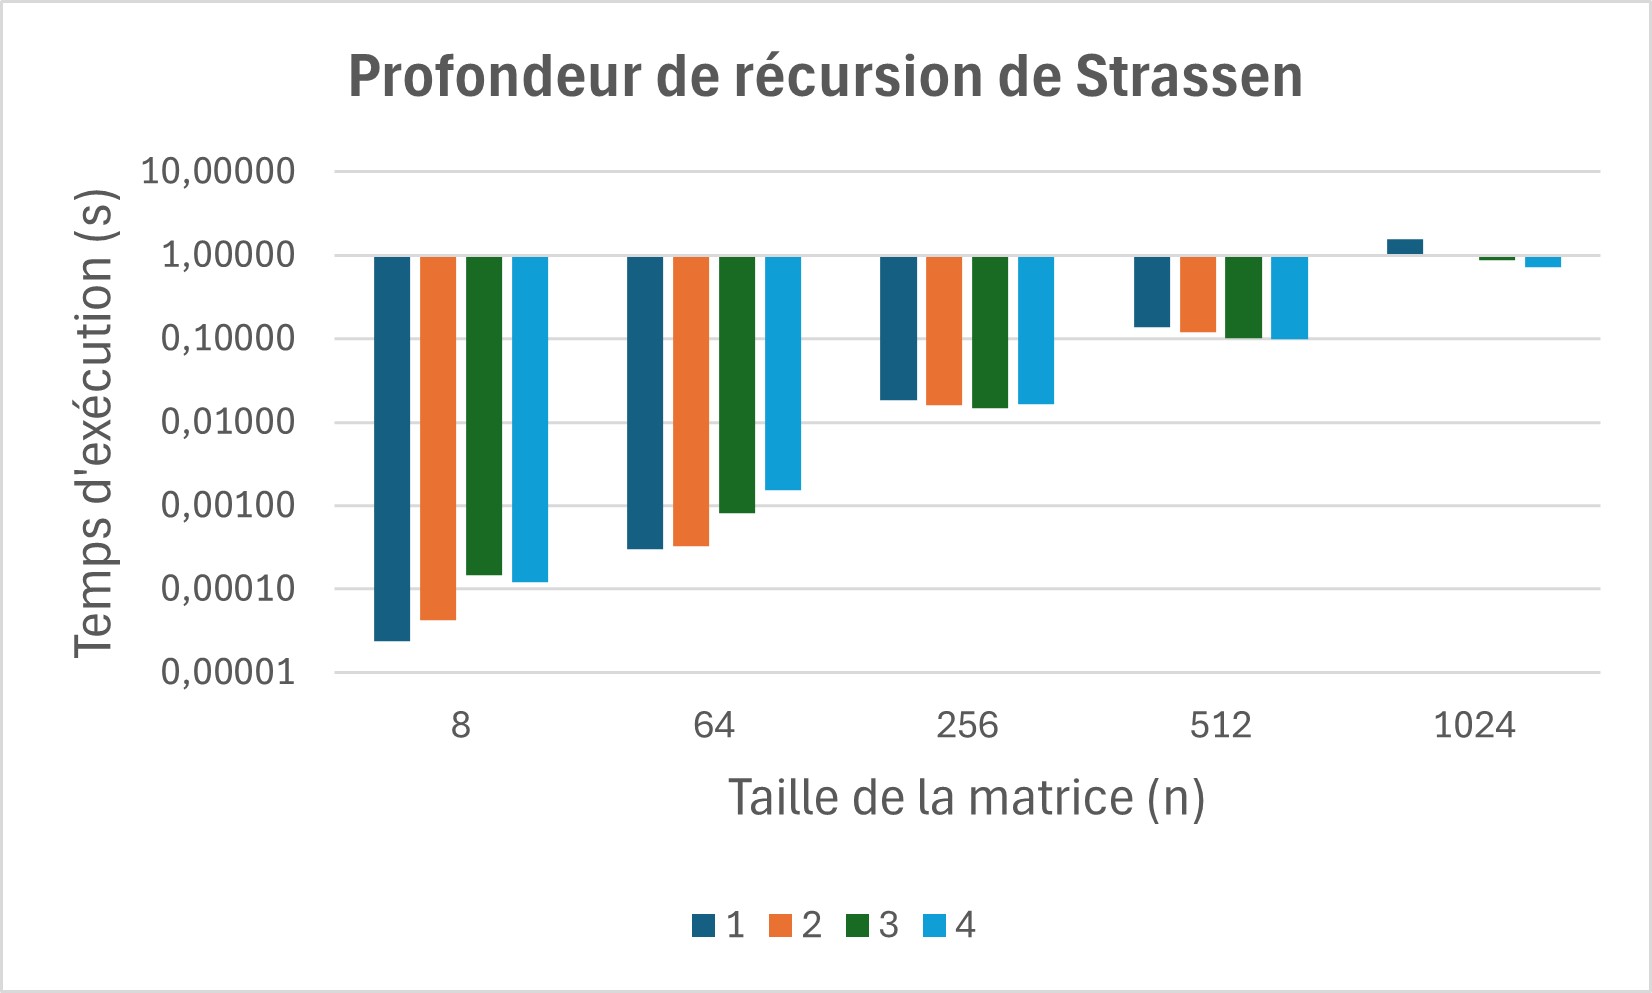 Profondeur de récursion de Strassen
Temps d'exécution (s)
10,00000
1,00000
0,10000
0,01000
0,00100
0,00010
0,00001
8 64 256 512 1024
Taille de la matrice (n)
1 2 3 4